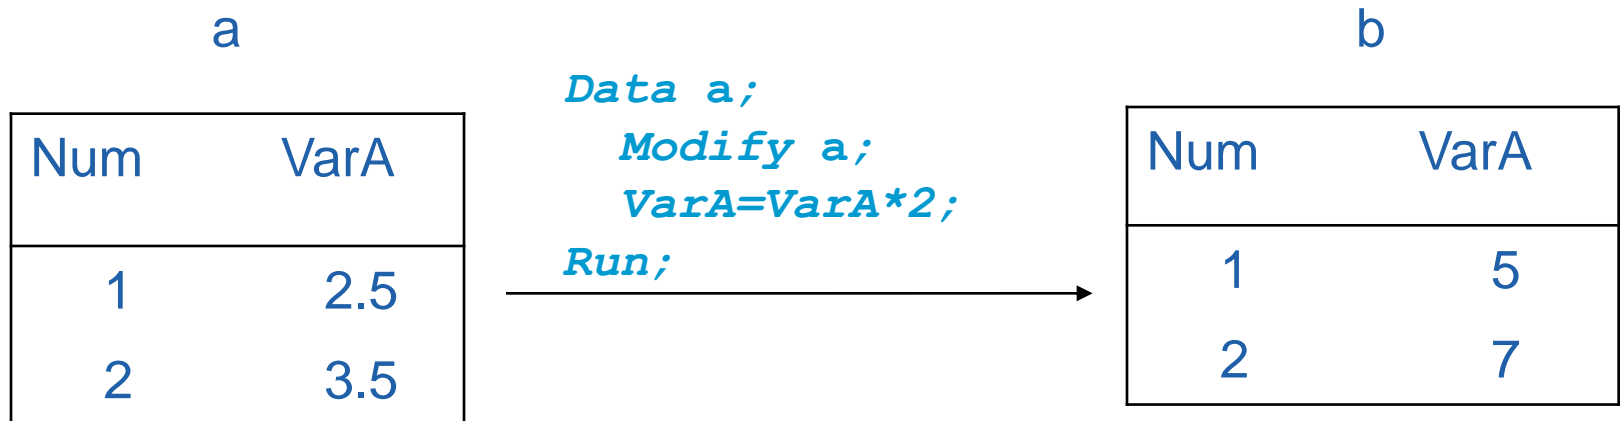 a
Num VarA
1 2.5
2 3.5
Data a;
Modify a;
VarA=VarA*2;
Run;
b
Num VarA
1 5
2 7